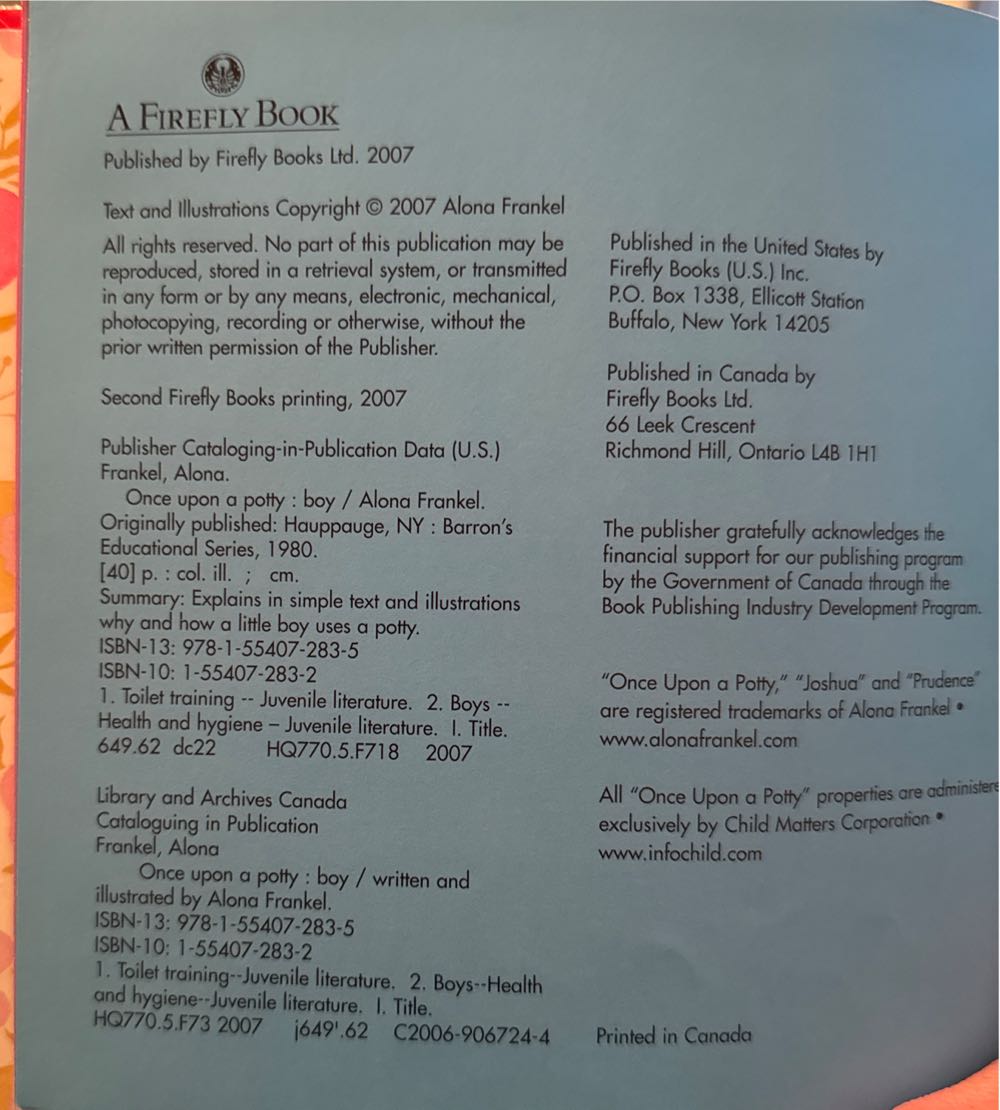 A FIREFLY BOOK
Published by Firefly Books Ltd. 2007
Text and Illustrations Copyright © 2007 Alona Frankel
All rights reserved. No part of this publication may be
reproduced, stored in a retrieval system, or transmitted
in any form or by any means, electronic, mechanical,
photocopying, recording or otherwise, without the
prior written permission of the Publisher.
Second Firefly Books printing, 2007
Publisher Cataloging-in-Publication Data (U.S.)
Frankel, Alona.
Once upon a potty : boy / Alona Frankel.
Originally published: Hauppauge, NY : Barron's
Educational Series, 1980.
[40] p. : col. ill. ; cm.
Summary: Explains in simple text and illustrations
why and how a little boy uses a potty.
ISBN-13: 978-1-55407-283-5
ISBN-10: 1-55407-283-2
1. Toilet training -- Juvenile literature. 2. Boys --
Health and hygiene – Juvenile literature. I. Title.
649.62 dc22 HQ770.5.F718 2007
Library and Archives Canada
Cataloguing in Publication
Frankel, Alona
Once upon a potty : boy / written and
illustrated by Alona Frankel.
ISBN-13: 978-1-55407-283-5
ISBN-10: 1-55407-283-2
1. Toilet training--Juvenile literature. 2. Boys--Health
and hygiene--Juvenile literature. I. Title.
HQ770.5.F73 2007 j649'.62 C2006-906724-4
Published in the United States by
Firefly Books (U.S.) Inc.
P.O. Box 1338, Ellicott Station
Buffalo, New York 14205
Published in Canada by
Firefly Books Ltd.
66 Leek Crescent
Richmond Hill, Ontario L4B 1H1
The publisher gratefully acknowledges the
financial support for our publishing program
by the Government of Canada through the
Book Publishing Industry Development Program.
“Once Upon a Potty,” “Joshua” and “Prudence”
are registered trademarks of Alona Frankel •
www.alonafrankel.com
All “Once Upon a Potty” properties are administere
exclusively by Child Matters Corporation •
www.infochild.com
Printed in Canada